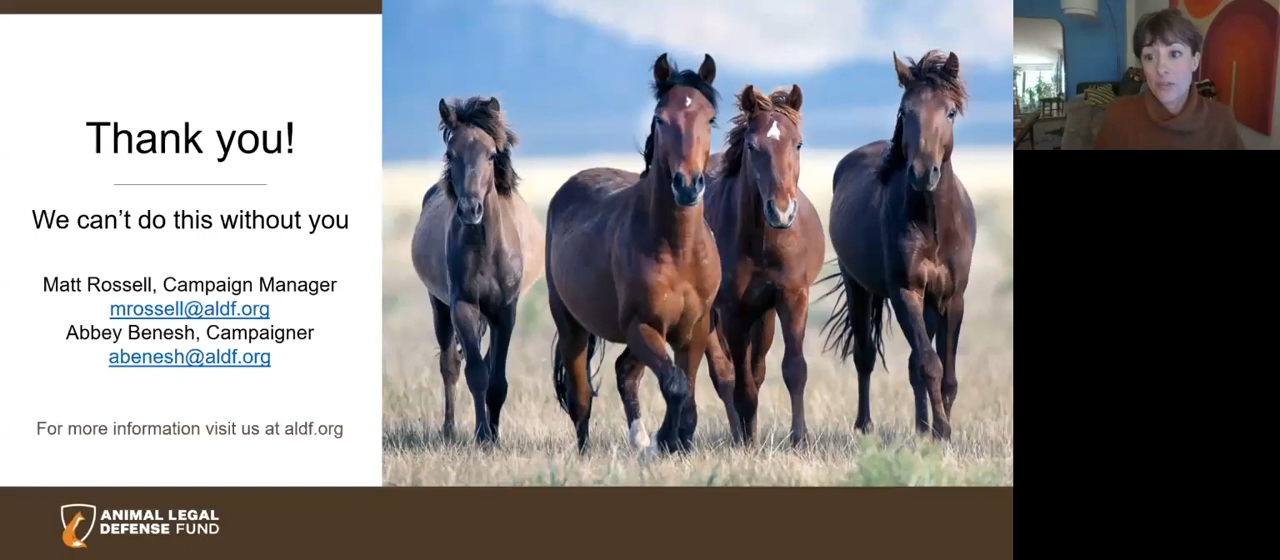 Thank you!
We can’t do this without you
Matt Rossell, Campaign Manager
mrossell@aldf.org
Abbey Benesh, Campaigner
abenesh@aldf.org
For more information visit us at aldf.org
ANIMAL LEGAL
DEFENSE FUND